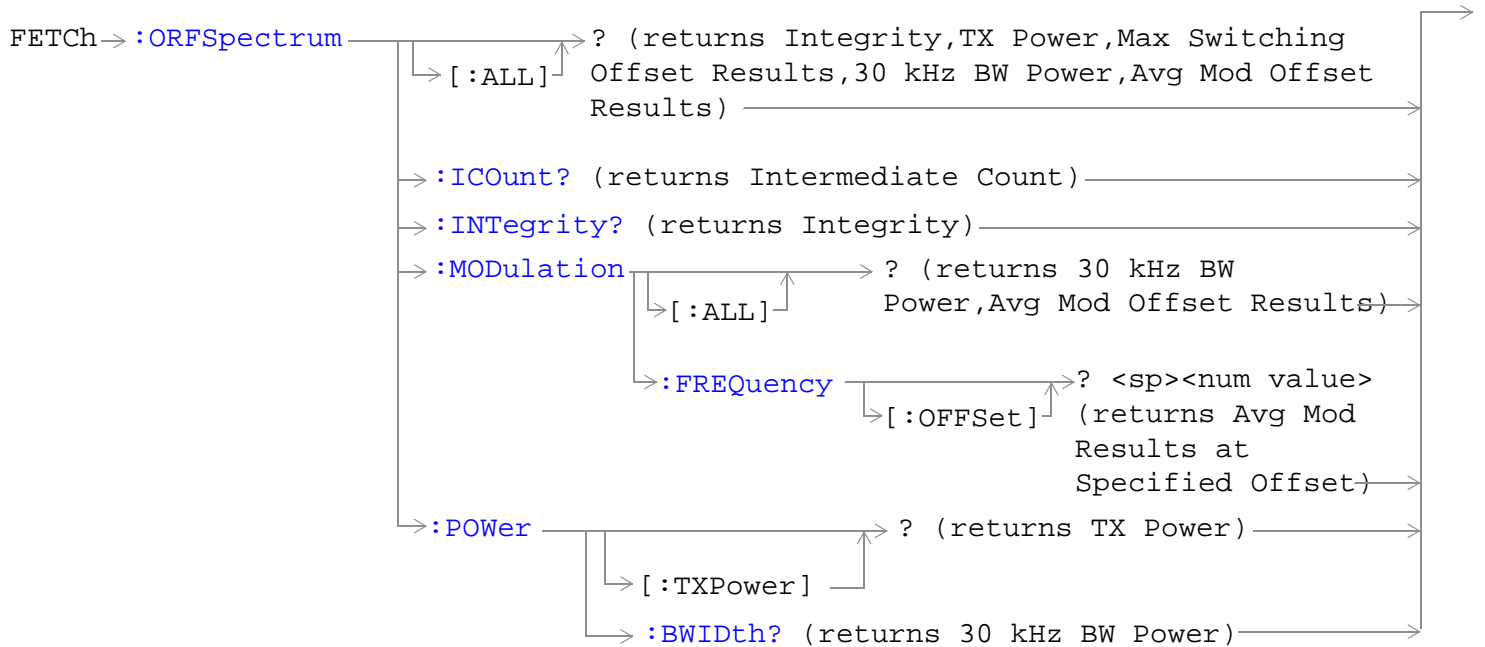 FETCh :ORFSpectrum ? (returns Integrity,TX Power,Max Switching
[:ALL] Offset Results,30 kHz BW Power,Avg Mod Offset
Results)
:ICOunt? (returns Intermediate Count)
:INTegrity? (returns Integrity)
:MODulation ? (returns 30 kHz BW
[:ALL] Power,Avg Mod Offset Results)
:FREQuency ? <sp><num value>
[:OFFSet] (returns Avg Mod
Results at
Specified Offset)
:POWer ? (returns TX Power)
[:TXPower]
:BWIDth? (returns 30 kHz BW Power)